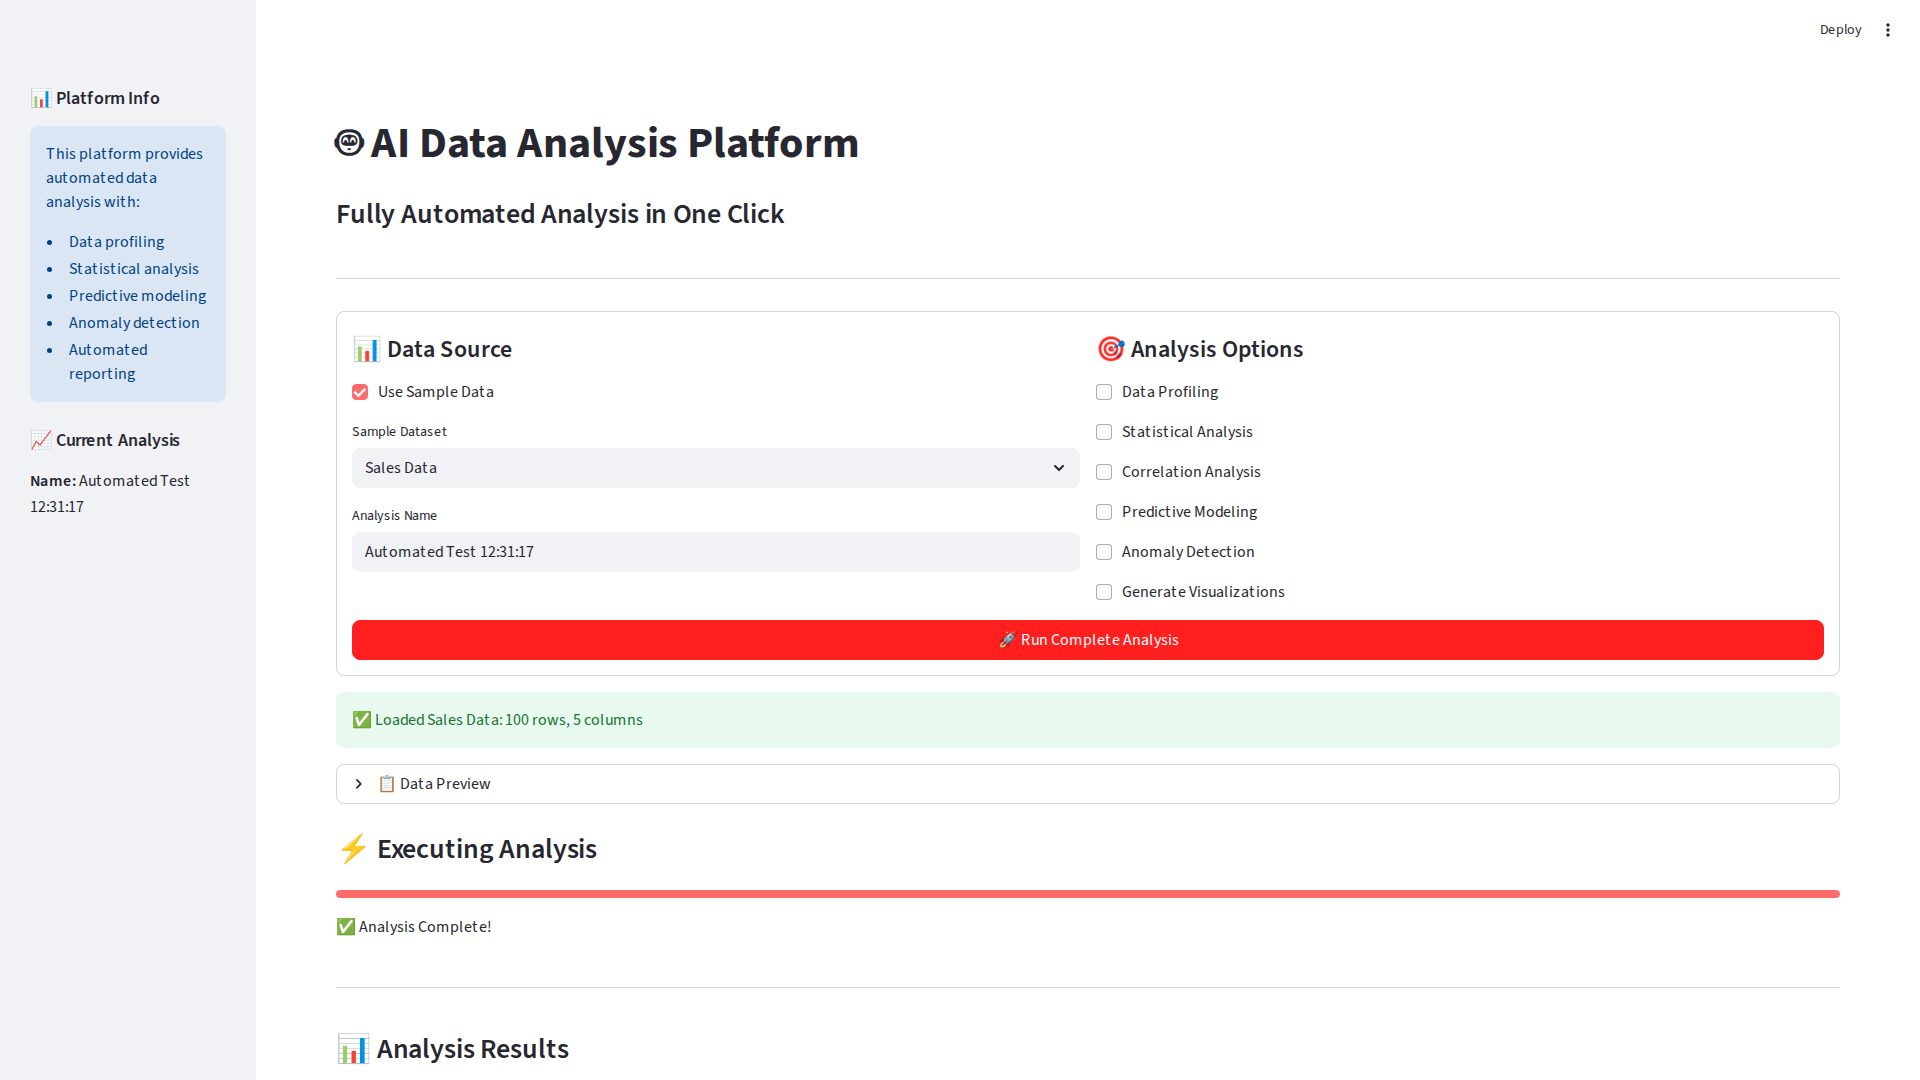 Deploy
📊 Platform Info
This platform provides
automated data
analysis with:
• Data profiling
• Statistical analysis
• Predictive modeling
• Anomaly detection
• Automated
reporting
📈 Current Analysis
Name: Automated Test
12:31:17
AI Data Analysis Platform
Fully Automated Analysis in One Click
📊 Data Source
Use Sample Data
Sample Dataset
Sales Data
Analysis Name
Automated Test 12:31:17
🎯 Analysis Options
Data Profiling
Statistical Analysis
Correlation Analysis
Predictive Modeling
Anomaly Detection
Generate Visualizations
🚀 Run Complete Analysis
✅ Loaded Sales Data: 100 rows, 5 columns
📋 Data Preview
⚡ Executing Analysis
✅ Analysis Complete!
📊 Analysis Results